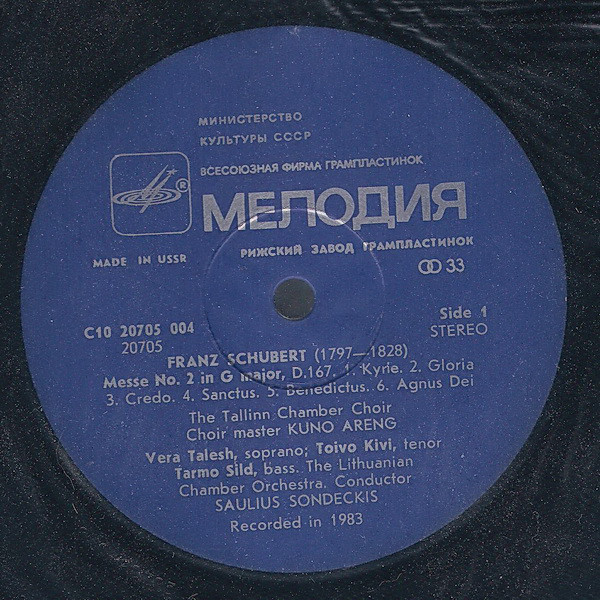 МИНИСТЕРСТВО
КУЛЬТУРЫ СССР
ВСЕСОЮЗНАЯ ФИРМА ГРАМПЛАСТИНОК
®
МЕЛОДИЯ
MADE IN USSR
РИЖСКИЙ ЗАВОД ГРАМПЛАСТИНОК
33
C10 20705 004
20705
Side 1
STEREO
FRANZ SCHUBERT (1797—1828)
Messe No. 2 in G major, D.167. 1. Kyrie. 2. Gloria
3. Credo. 4. Sanctus. 5. Benedictus. 6. Agnus Dei
The Tallinn Chamber Choir
Choir master KUNO ARENG
Vera Talesh, soprano; Toivo Kivi, tenor
Tarmo Sild, bass. The Lithuanian
Chamber Orchestra. Conductor
SAULIUS SONDECKIS
Recorded in 1983